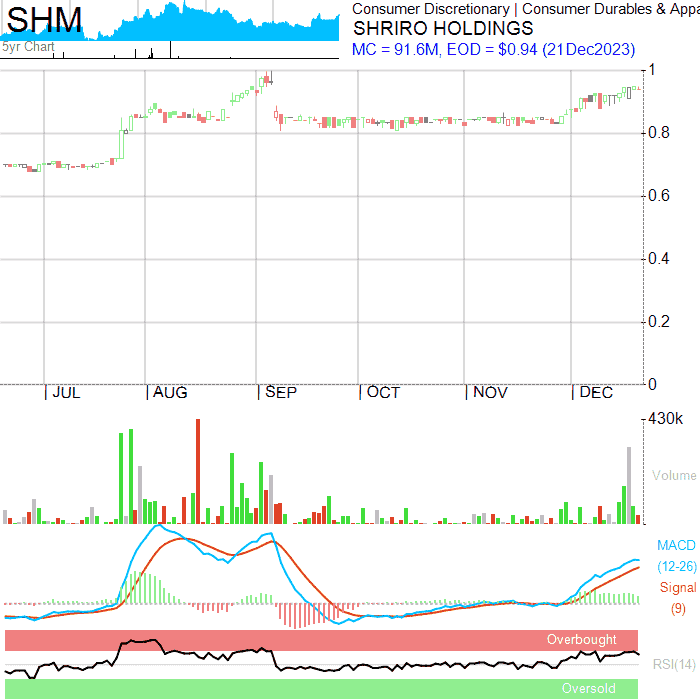 SHM
5yr Chart
Consumer Discretionary | Consumer Durables & Appa
SHRIRO HOLDINGS
MC = 91.6M, EOD = $0.94 (21Dec2023)
1
0.8
0.6
0.4
0.2
0
| JUL | AUG | SEP | OCT | NOV | DEC
430k
Volume
MACD
(12-26)
Signal
(9)
Overbought
RSI(14)
Oversold